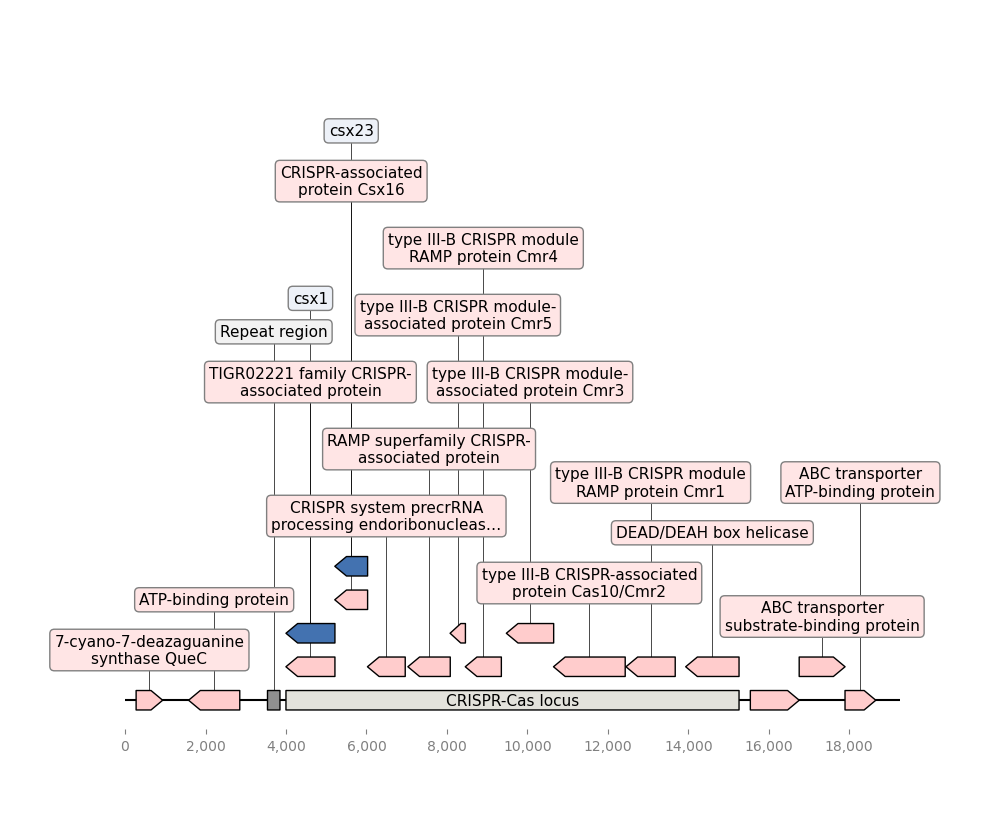 csx23
CRISPR-associated
protein Csx16
type III-B CRISPR module
RAMP protein Cmr4
csx1
type III-B CRISPR module-
associated protein Cmr5
Repeat region
TIGR02221 family CRISPR-
associated protein
type III-B CRISPR module-
associated protein Cmr3
RAMP superfamily CRISPR-
associated protein
type III-B CRISPR module
RAMP protein Cmr1
ABC transporter
ATP-binding protein
CRISPR system precrRNA
processing endoribonucleas...
DEAD/DEAH box helicase
type III-B CRISPR-associated
protein Cas10/Cmr2
ATP-binding protein
ABC transporter
substrate-binding protein
7-cyano-7-deazaguanine
synthase QueC
CRISPR-Cas locus
0 2,000 4,000 6,000 8,000 10,000 12,000 14,000 16,000 18,000